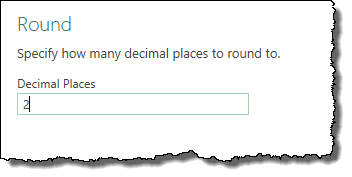 Round
Specify how many decimal places to round to.
Decimal Places
2